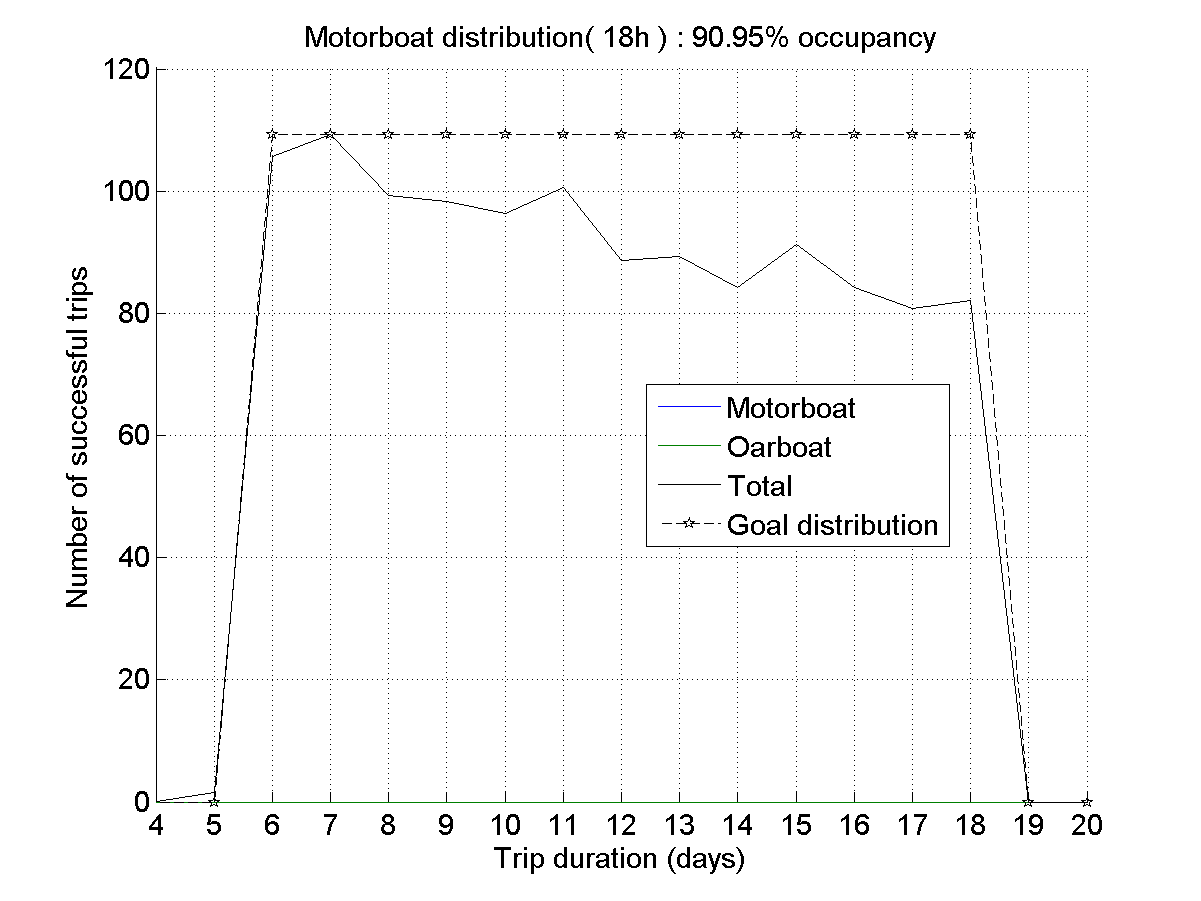 Motorboat distribution( 18h ) : 90.95% occupancy
120
100
80
60
40
20
0
Number of successful trips
Motorboat
Oarboat
Total
Goal distribution
4 5 6 7 8 9 10 11 12 13 14 15 16 17 18 19 20
Trip duration (days)